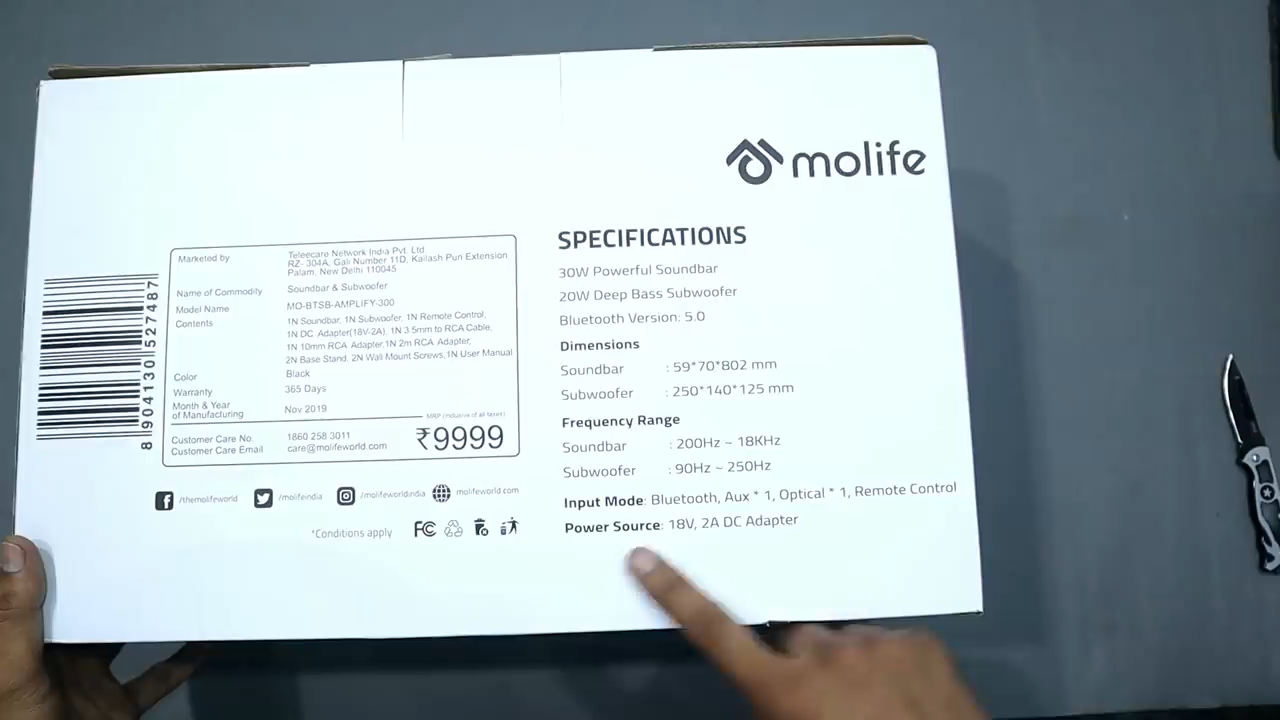 molife
Marketed by
Telecare Network India Pvt. Ltd.
RZ- 304A, Gali Number 11D, Kailash Puri Extension
Palam, New Delhi 110045
Name of Commodity Soundbar & Subwoofer
Model Name MO-BTSB-AMPLIFY-300
Contents 1N Soundbar, 1N Subwoofer, 1N Remote Control,
1N DC Adapter(18V-2A), 1N 3.5mm to RCA Cable,
1N 10mm RCA Adapter, 1N 2m RCA Adapter,
2N Base Stand, 2N Wall Mount Screws, 1N User Manual
Color Black
Warranty 365 Days
Month & Year
of Manufacturing Nov 2019
MRP (Inclusive of all taxes)
₹9999
Customer Care No. 1860 258 3011
Customer Care Email care@molifeworld.com
8 904130 527487
/themolifeworld /molifeindia /molifeworldindia molifeworld.com
*Conditions apply FC
SPECIFICATIONS
30W Powerful Soundbar
20W Deep Bass Subwoofer
Bluetooth Version: 5.0
Dimensions
Soundbar : 59*70*802 mm
Subwoofer : 250*140*125 mm
Frequency Range
Soundbar : 200Hz ~ 18KHz
Subwoofer : 90Hz ~ 250Hz
Input Mode: Bluetooth, Aux * 1, Optical * 1, Remote Control
Power Source: 18V, 2A DC Adapter